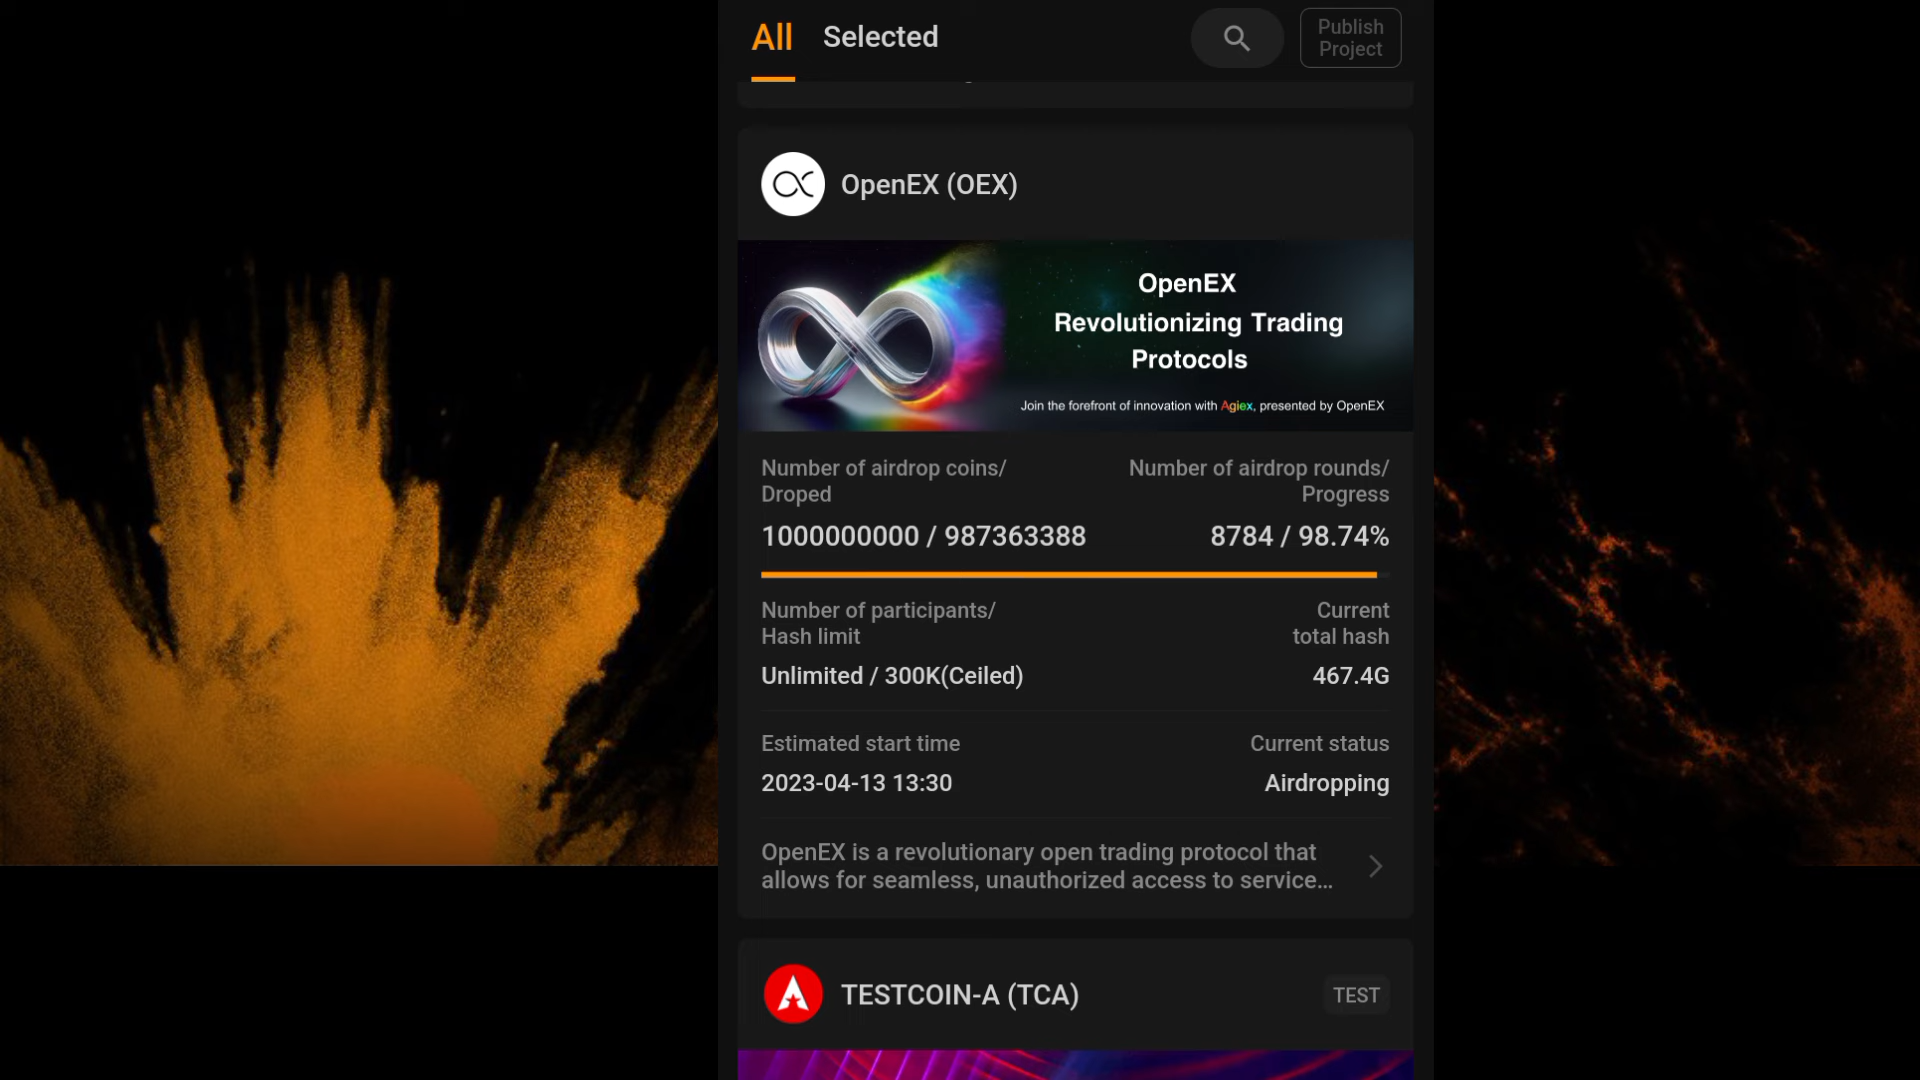 All Selected
Publish
Project
OpenEX (OEX)
OpenEX
Revolutionizing Trading
Protocols
Join the forefront of innovation with Agiex, presented by OpenEX
Number of airdrop coins/
Droped
Number of airdrop rounds/
Progress
1000000000 / 987363388
8784 / 98.74%
Number of participants/
Hash limit
Current
total hash
Unlimited / 300K(Ceiled)
467.4G
Estimated start time
Current status
2023-04-13 13:30
Airdropping
OpenEX is a revolutionary open trading protocol that
allows for seamless, unauthorized access to service...
TESTCOIN-A (TCA)
TEST